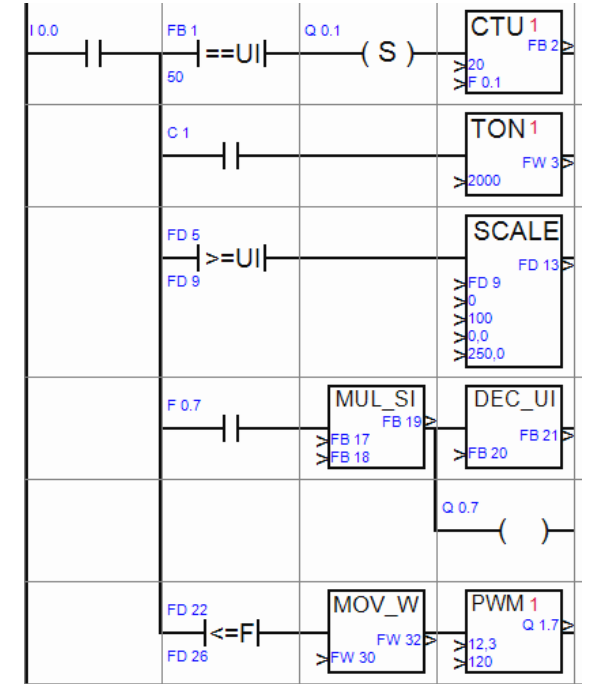 I 0.0 FB 1 Q 0.1 CTU 1
==UI ( S ) FB 2
50 20
F 0.1
C 1 TON 1
FW 3
2000
FD 5 SCALE
>=UI FD 13
FD 9 FD 9
0
100
0,0
250,0
F 0.7 MUL_SI DEC_UI
FB 19 FB 21
FB 17 FB 20
FB 18
Q 0.7
( )
FD 22 MOV_W PWM 1
<=F FW 32 Q 1.7
FD 26 FW 30 12,3
120